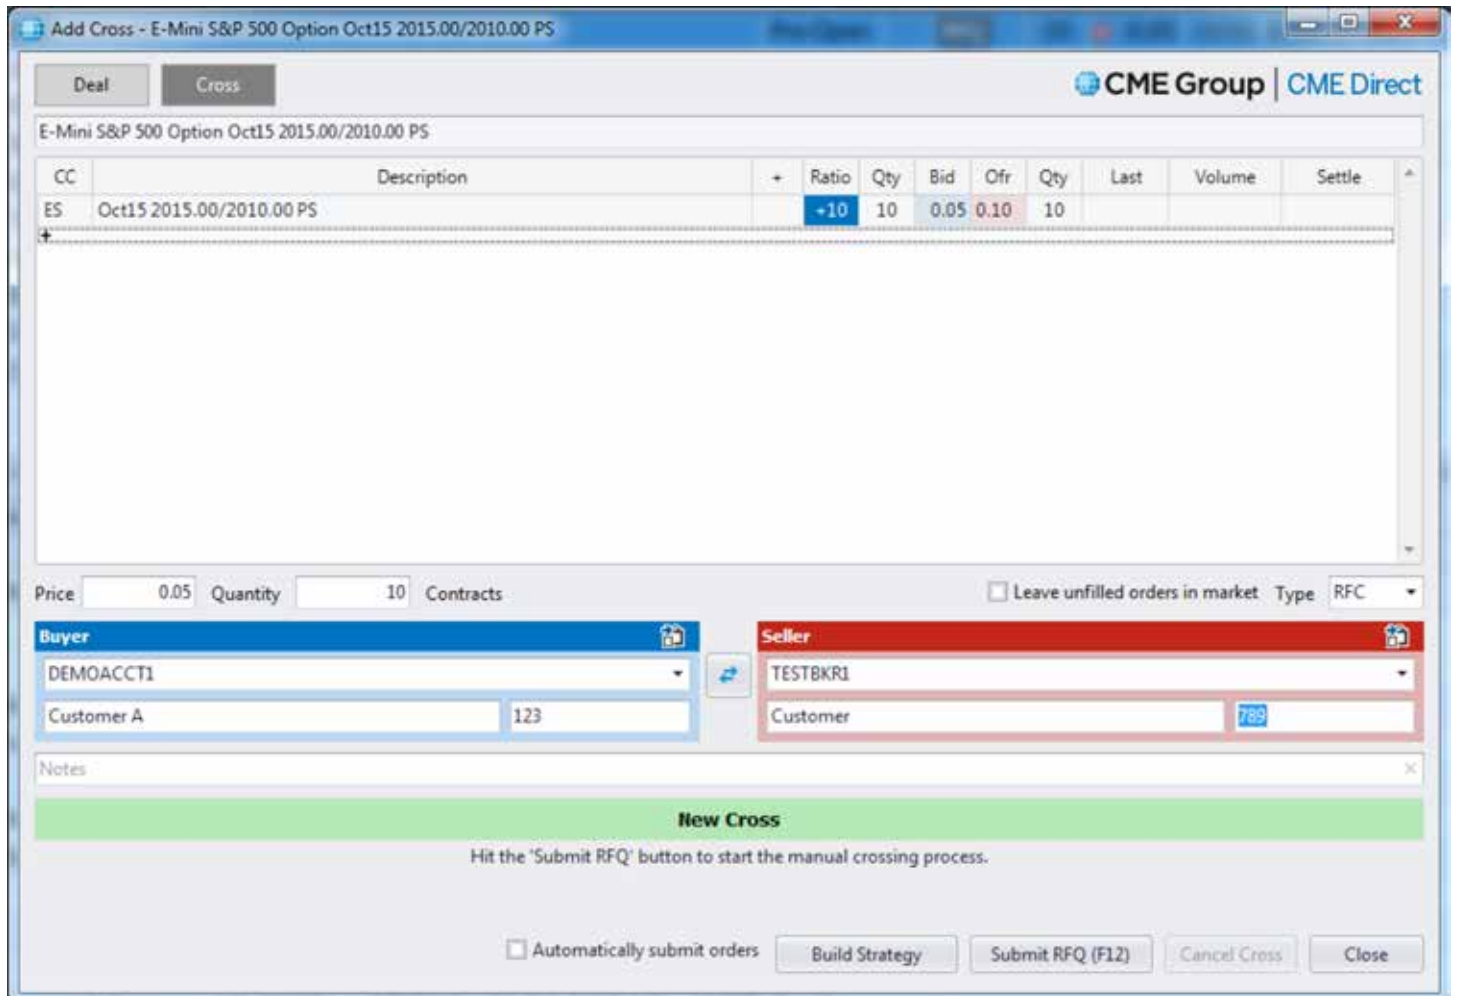 Add Cross - E-Mini S&P 500 Option Oct15 2015.00/2010.00 PS
Deal Cross CME Group | CME Direct
E-Mini S&P 500 Option Oct15 2015.00/2010.00 PS
CC Description + Ratio Qty Bid Ofr Qty Last Volume Settle
ES Oct15 2015.00/2010.00 PS +10 10 0.05 0.10 10
+
Price 0.05 Quantity 10 Contracts Leave unfilled orders in market Type RFC
Buyer Seller
DEMOACCT1 TESTBKR1
Customer A 123 Customer 789
Notes
New Cross
Hit the 'Submit RFQ' button to start the manual crossing process.
Automatically submit orders Build Strategy Submit RFQ (F12) Cancel Cross Close